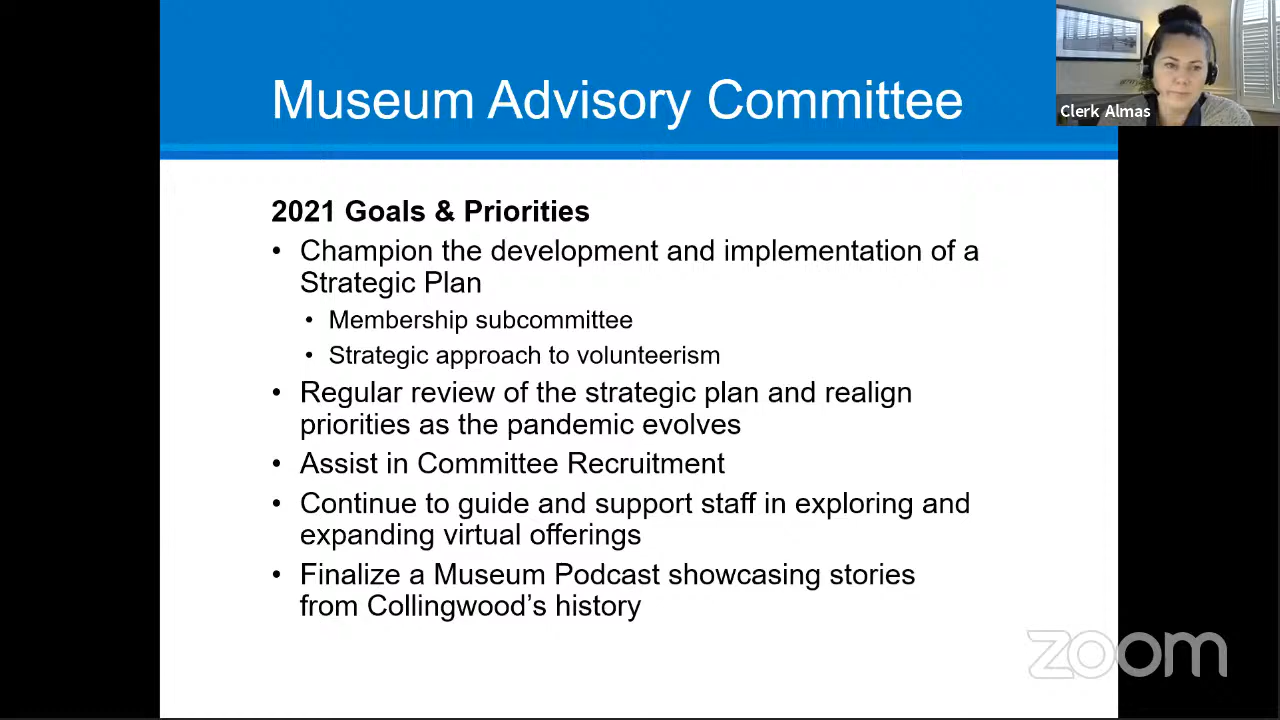 Museum Advisory Committee
Clerk Almas
2021 Goals & Priorities
• Champion the development and implementation of a
Strategic Plan
• Membership subcommittee
• Strategic approach to volunteerism
• Regular review of the strategic plan and realign
priorities as the pandemic evolves
• Assist in Committee Recruitment
• Continue to guide and support staff in exploring and
expanding virtual offerings
• Finalize a Museum Podcast showcasing stories
from Collingwood’s history
zoom